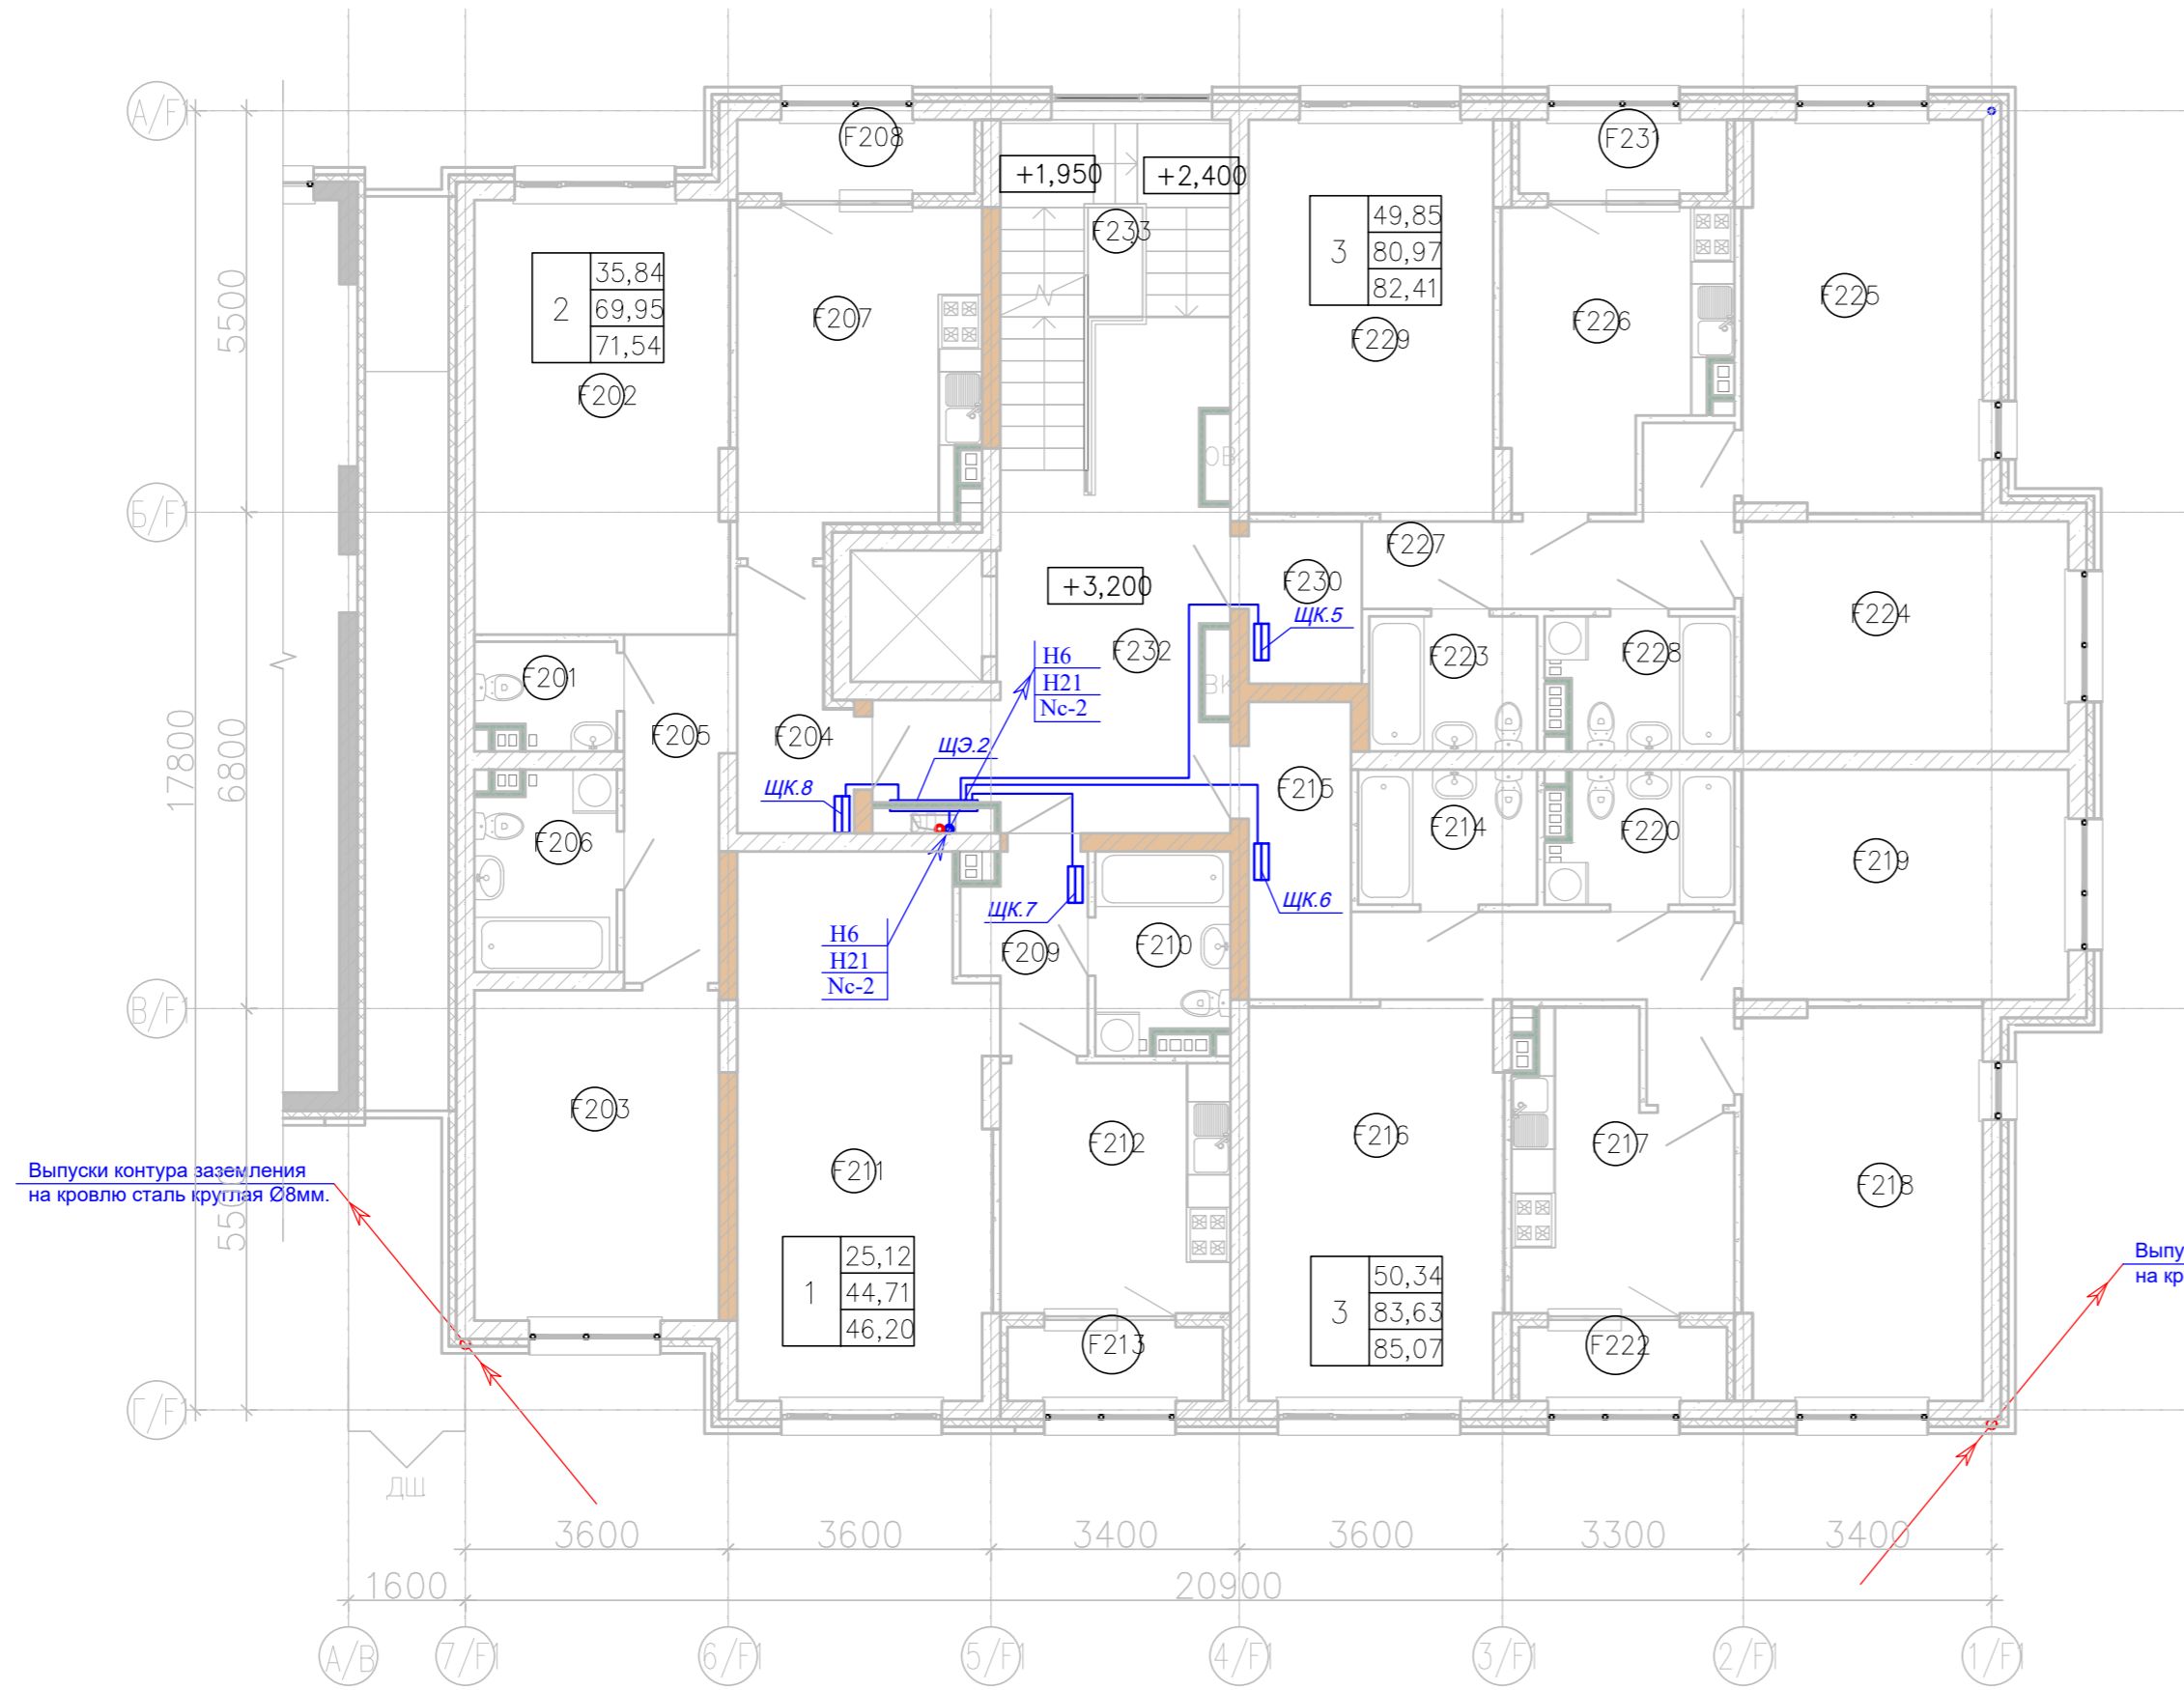 А/F1
F208
F231
+1,950
+2,400
F233
35,84
2
69,95
71,54
F202
F207
49,85
3
80,97
82,41
F229
F226
F225
5500
ОВ
Б/F1
F227
F230
+3,200
ЩК.5
F224
F232
F223
F228
F201
Н6
Н21
Nc-2
ВК
F205
F204
ЩЭ.2
17800
6800
ЩК.8
F215
F206
F214
F220
F219
ЩК.7
ЩК.6
Н6
Н21
Nc-2
F209
F210
В/F1
F203
F211
F212
F216
F217
F218
Выпуски контура заземления
на кровлю сталь круглая Ø8мм.
5500
25,12
1
44,71
46,20
50,34
3
83,63
85,07
Выпу
на кр
F213
F222
Г/F1
ДШ
3600
3600
3400
3600
3300
3400
1600
20900
А/В
7/F1
6/F1
5/F1
4/F1
3/F1
2/F1
1/F1